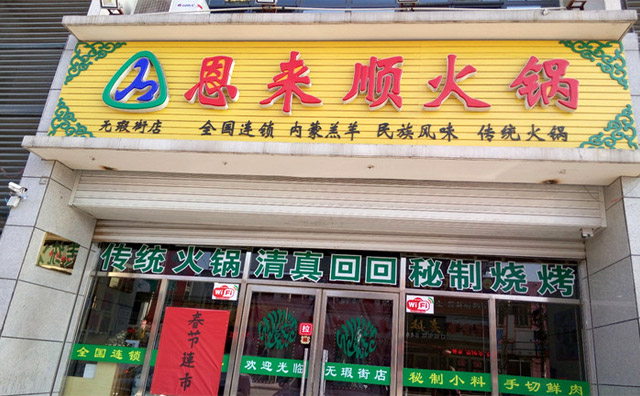 恩来顺火锅
无瑕街店 全国连锁 内蒙羔羊 民族风味 传统火锅
传统火锅 清真回回 秘制烧烤
WiFi
WiFi
春节连市
拉
全国连锁 欢迎光临 无瑕街店 秘制小料 手切鲜肉